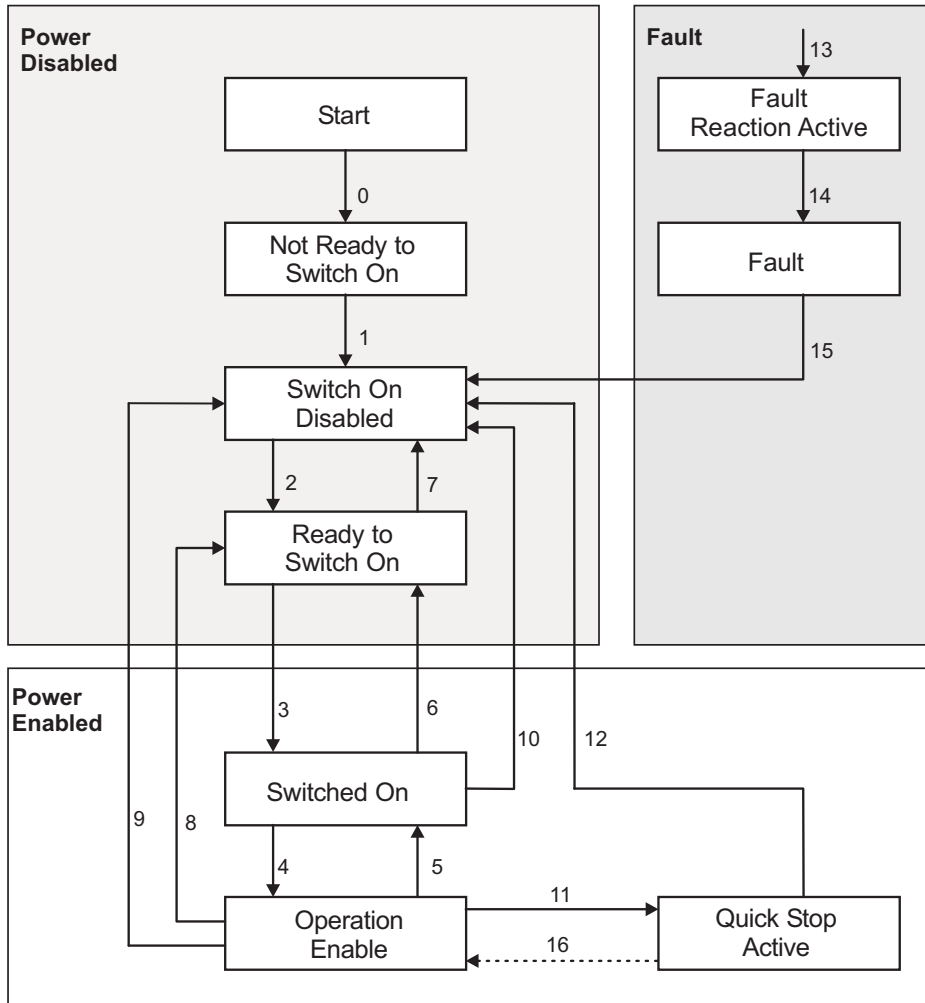 Power
Disabled
Start
0
Not Ready to
Switch On
1
Switch On
Disabled
2
7
Ready to
Switch On
Fault
13
Fault
Reaction Active
14
Fault
15
Power
Enabled
3
6
10
12
Switched On
9
8
4
5
11
Operation
Enable
16
Quick Stop
Active